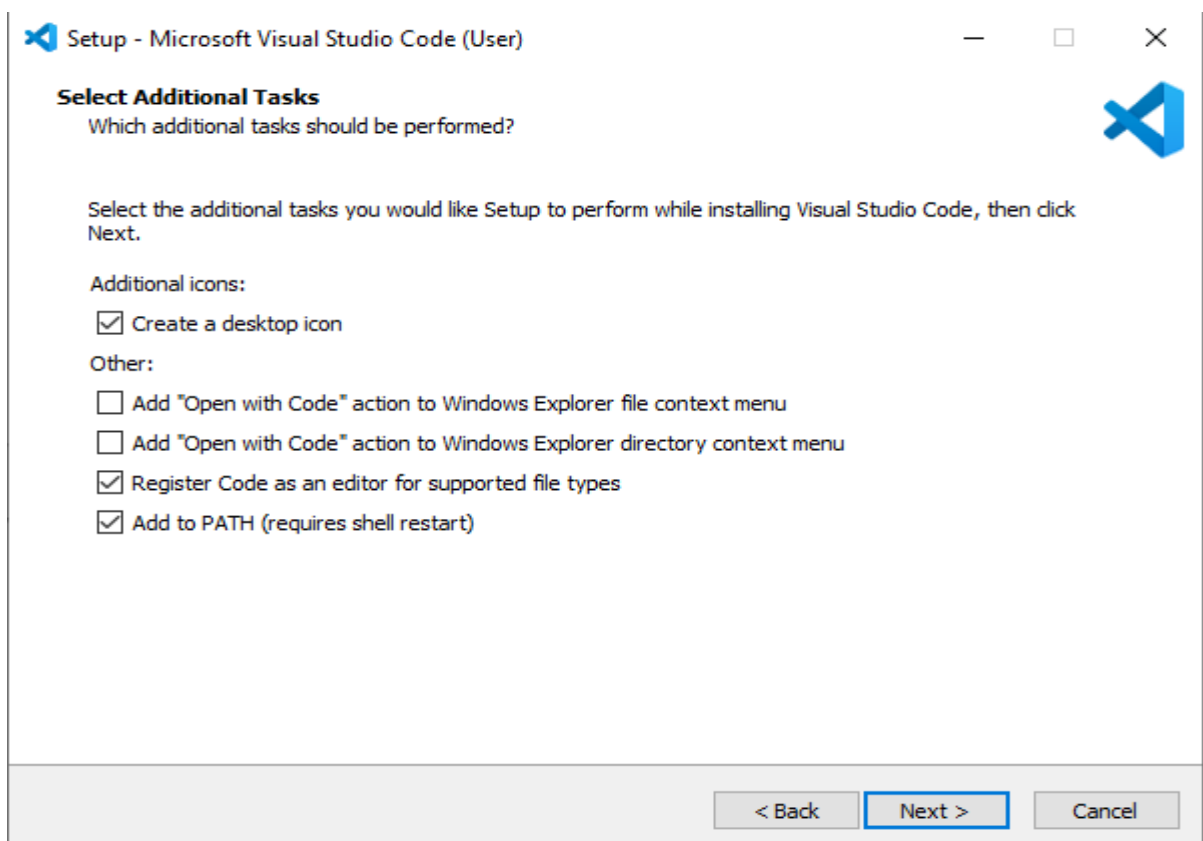 Setup - Microsoft Visual Studio Code (User)
Select Additional Tasks
Which additional tasks should be performed?
Select the additional tasks you would like Setup to perform while installing Visual Studio Code, then click
Next.
Additional icons:
Create a desktop icon
Other:
Add "Open with Code" action to Windows Explorer file context menu
Add "Open with Code" action to Windows Explorer directory context menu
Register Code as an editor for supported file types
Add to PATH (requires shell restart)
< Back
Next >
Cancel